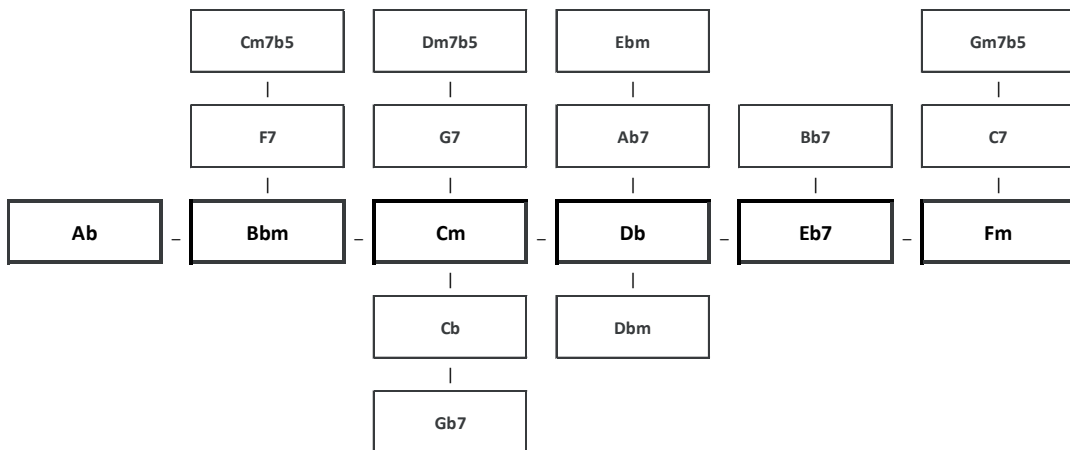 Cm7b5 Dm7b5 Ebm Gm7b5
| | | |
F7 G7 Ab7 Bb7 C7
| | | | |
Ab – Bbm – Cm – Db – Eb7 – Fm
| |
Cb Dbm
|
Gb7